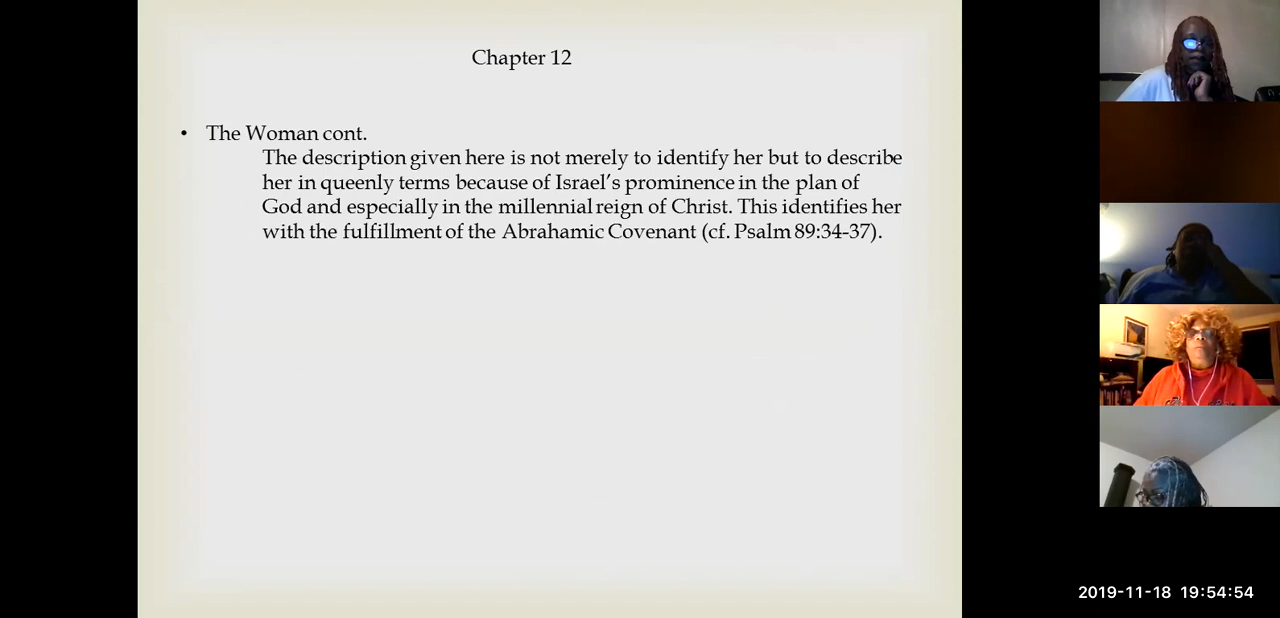 Chapter 12
• The Woman cont.
The description given here is not merely to identify her but to describe
her in queenly terms because of Israel's prominence in the plan of
God and especially in the millennial reign of Christ. This identifies her
with the fulfillment of the Abrahamic Covenant (cf. Psalm 89:34-37).
2019-11-18 19:54:54